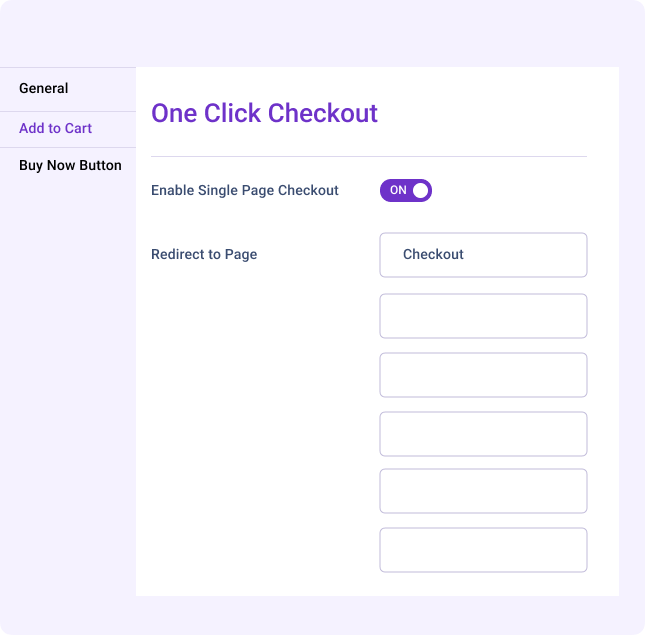 General
Add to Cart
Buy Now Button
One Click Checkout
Enable Single Page Checkout
ON
Redirect to Page
Checkout